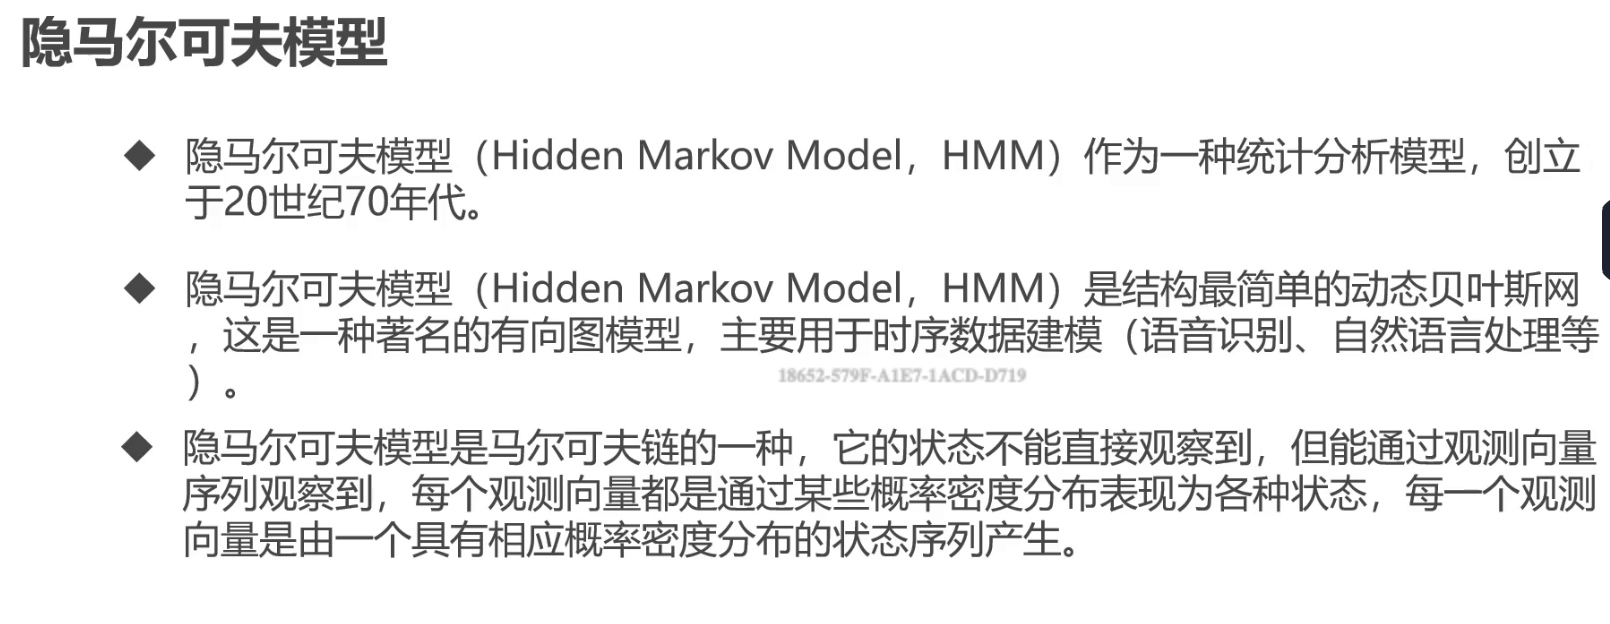 隐马尔可夫模型
◆ 隐马尔可夫模型（Hidden Markov Model，HMM）作为一种统计分析模型，创立
于20世纪70年代。
◆ 隐马尔可夫模型（Hidden Markov Model，HMM）是结构最简单的动态贝叶斯网
，这是一种著名的有向图模型，主要用于时序数据建模（语音识别、自然语言处理等
）。
18652-579F-A1E7-1ACD-D719
◆ 隐马尔可夫模型是马尔可夫链的一种，它的状态不能直接观察到，但能通过观测向量
序列观察到，每个观测向量都是通过某些概率密度分布表现为各种状态，每一个观测
向量是由一个具有相应概率密度分布的状态序列产生。